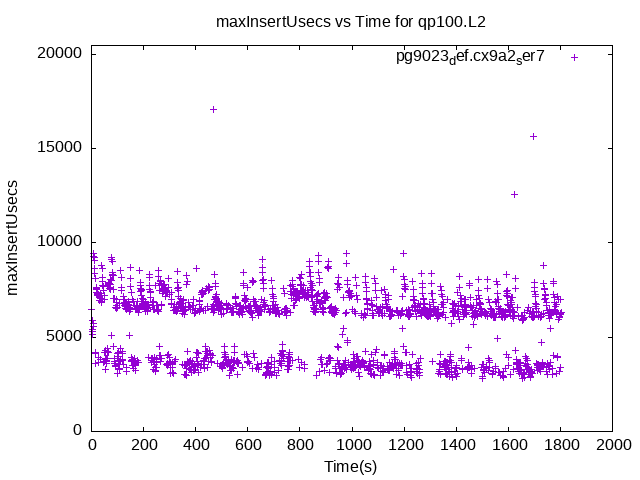 maxInsertUsecs vs Time for qp100.L2
pg9023def.cx9a2ser7
20000
15000
10000
5000
0
maxInsertUsecs
0 200 400 600 800 1000 1200 1400 1600 1800 2000
Time(s)